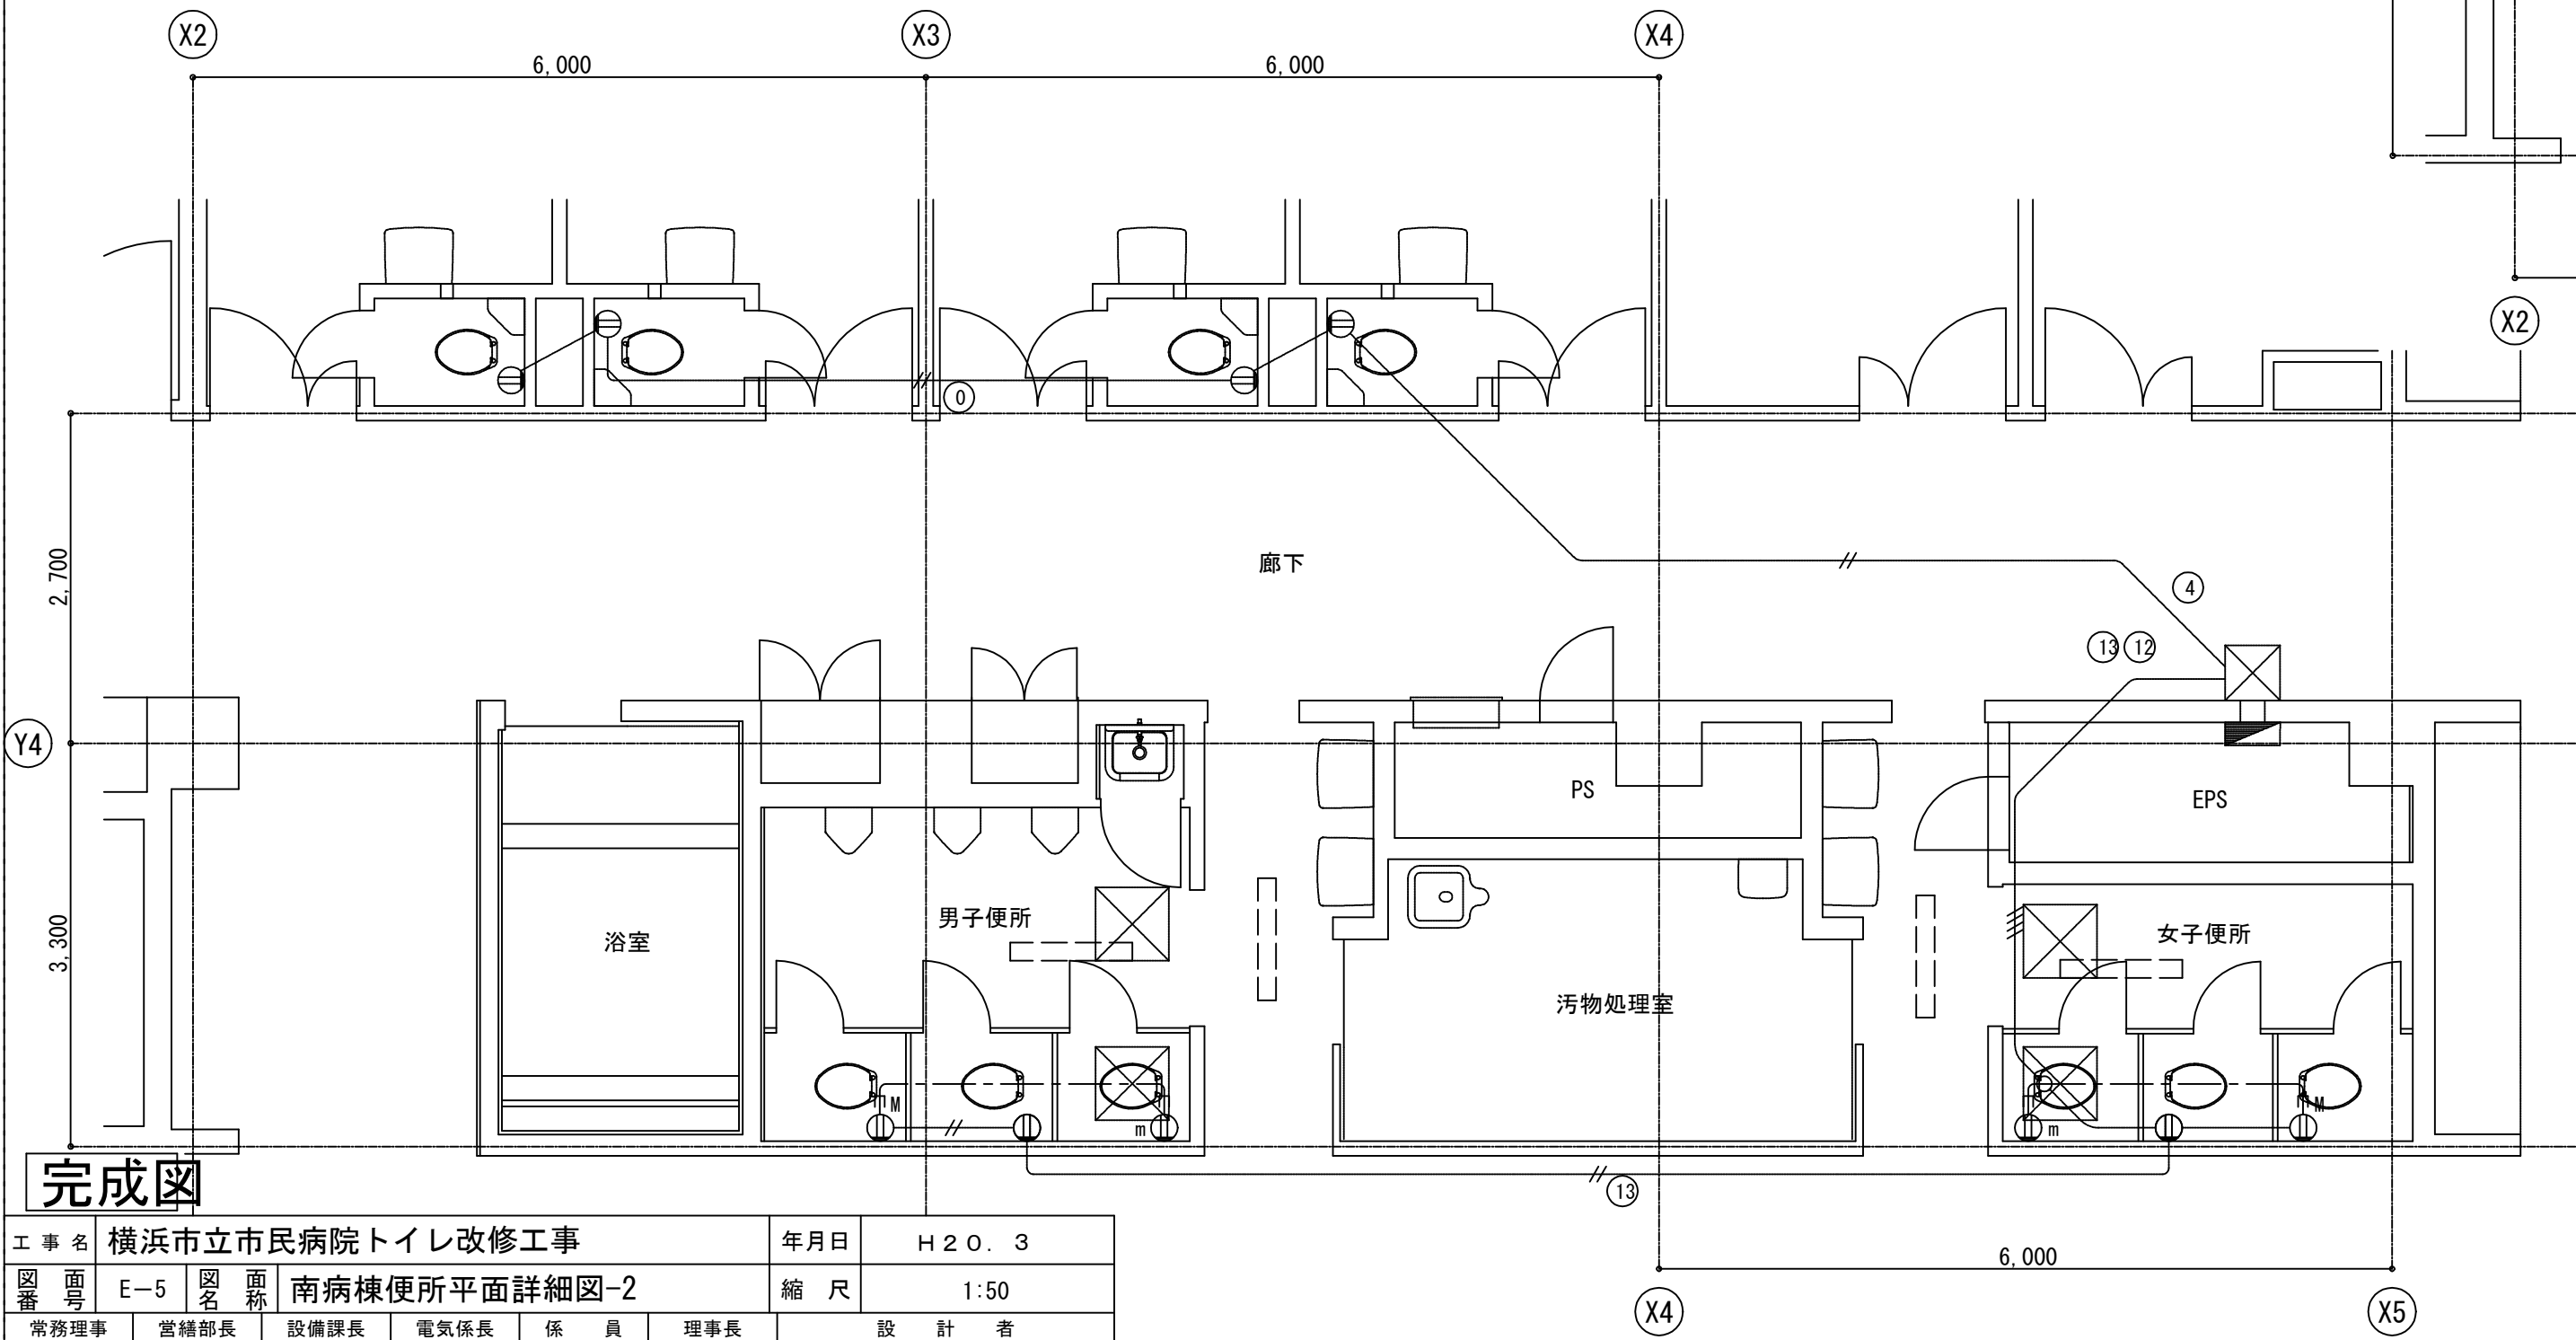 X2
X3
X4
6,000
6,000
X2
0
2,700
廊下
4
13 12
Y4
PS
EPS
3,300
浴室
男子便所
女子便所
汚物処理室
M
m
M
m
13
完成図
工事名 横浜市立市民病院トイレ改修工事 年月日 H20. 3
図面番号 E-5 図面名称 南病棟便所平面詳細図-2 縮尺 1:50
常務理事 営繕部長 設備課長 電気係長 係員 理事長 設計者
6,000
X4
X5